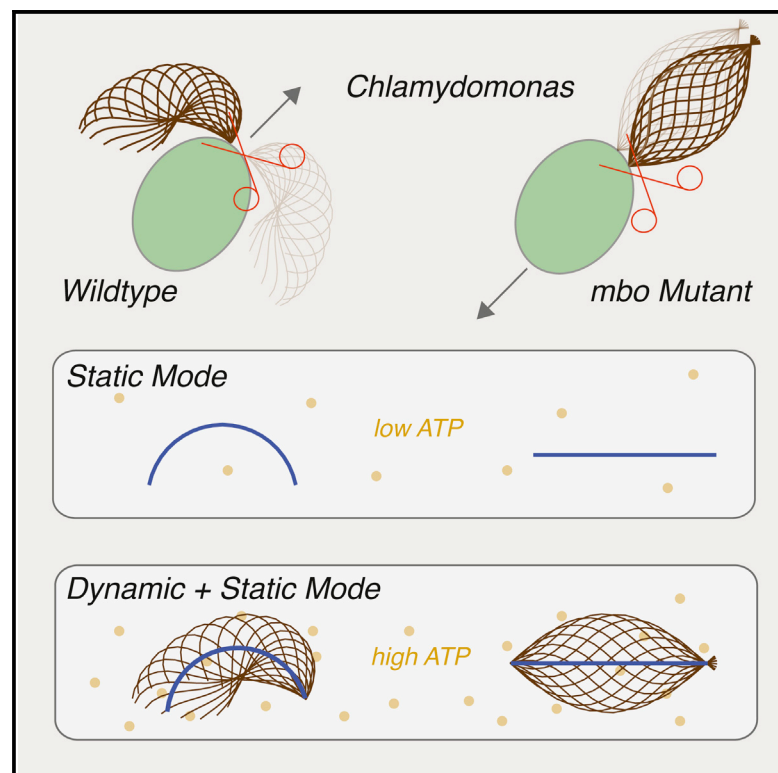 Chlamydomonas
Wildtype
mbo Mutant
Static Mode
low ATP
Dynamic + Static Mode
high ATP